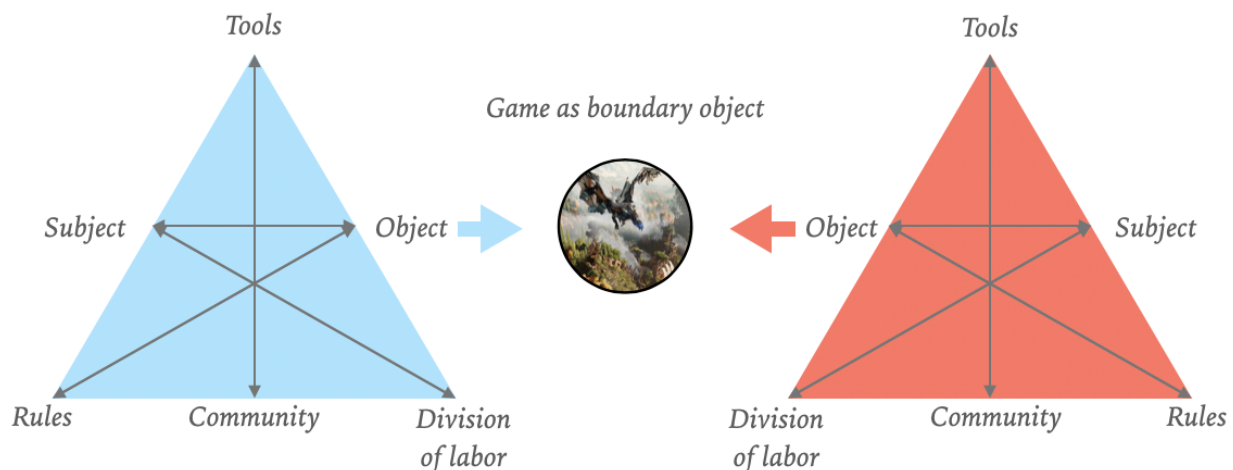 Tools
Tools
Game as boundary object
Subject
Object
Object
Subject
Rules
Community
Division
of labor
Division
of labor
Community
Rules